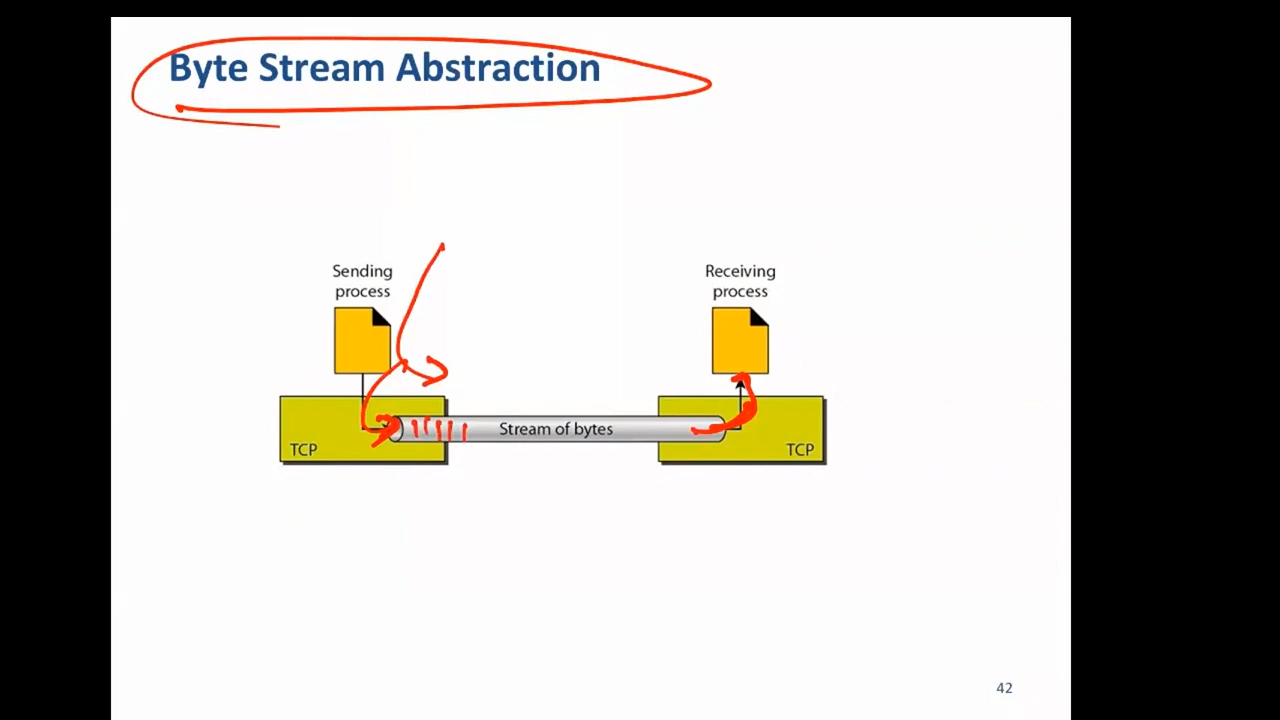 Byte Stream Abstraction
Sending
process
Receiving
process
Stream of bytes
TCP
TCP
42